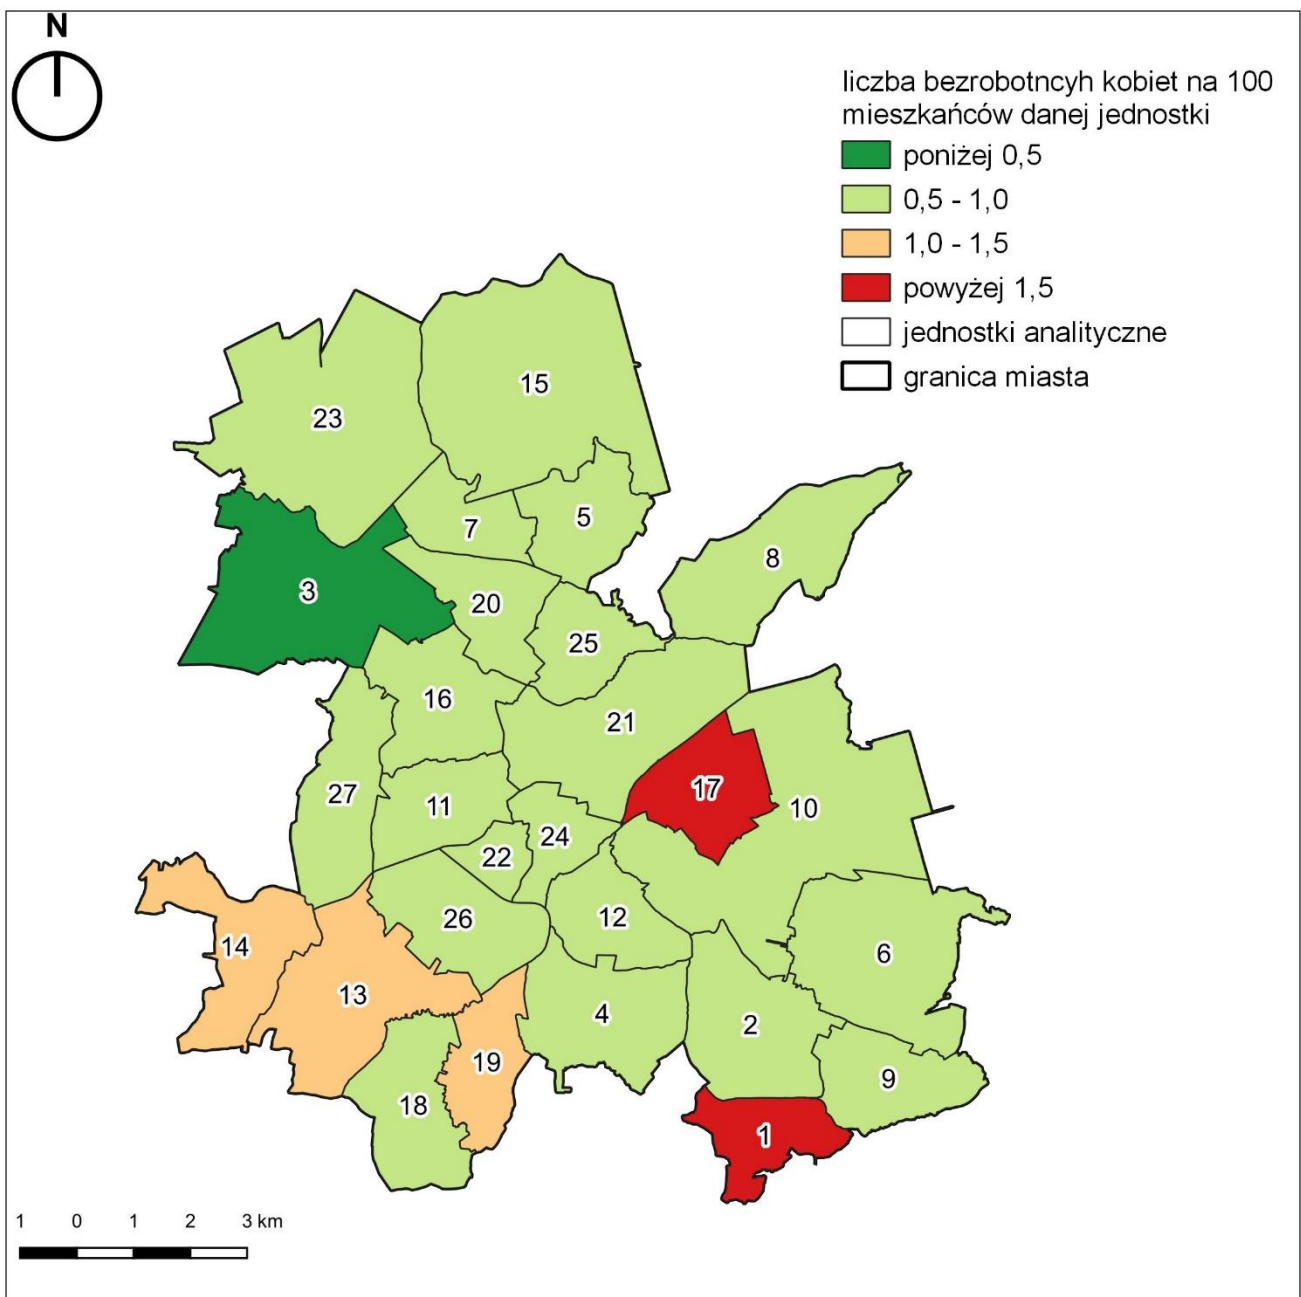 N
liczba bezrobotncyh kobiet na 100
mieszkańców danej jednostki
poniżej 0,5
0,5 - 1,0
1,0 - 1,5
powyżej 1,5
jednostki analityczne
granica miasta
15
23
5
7
8
3
20
25
16
21
17
27
11
10
24
22
12
26
14
6
13
4
2
19
9
18
1
1 0 1 2 3 km